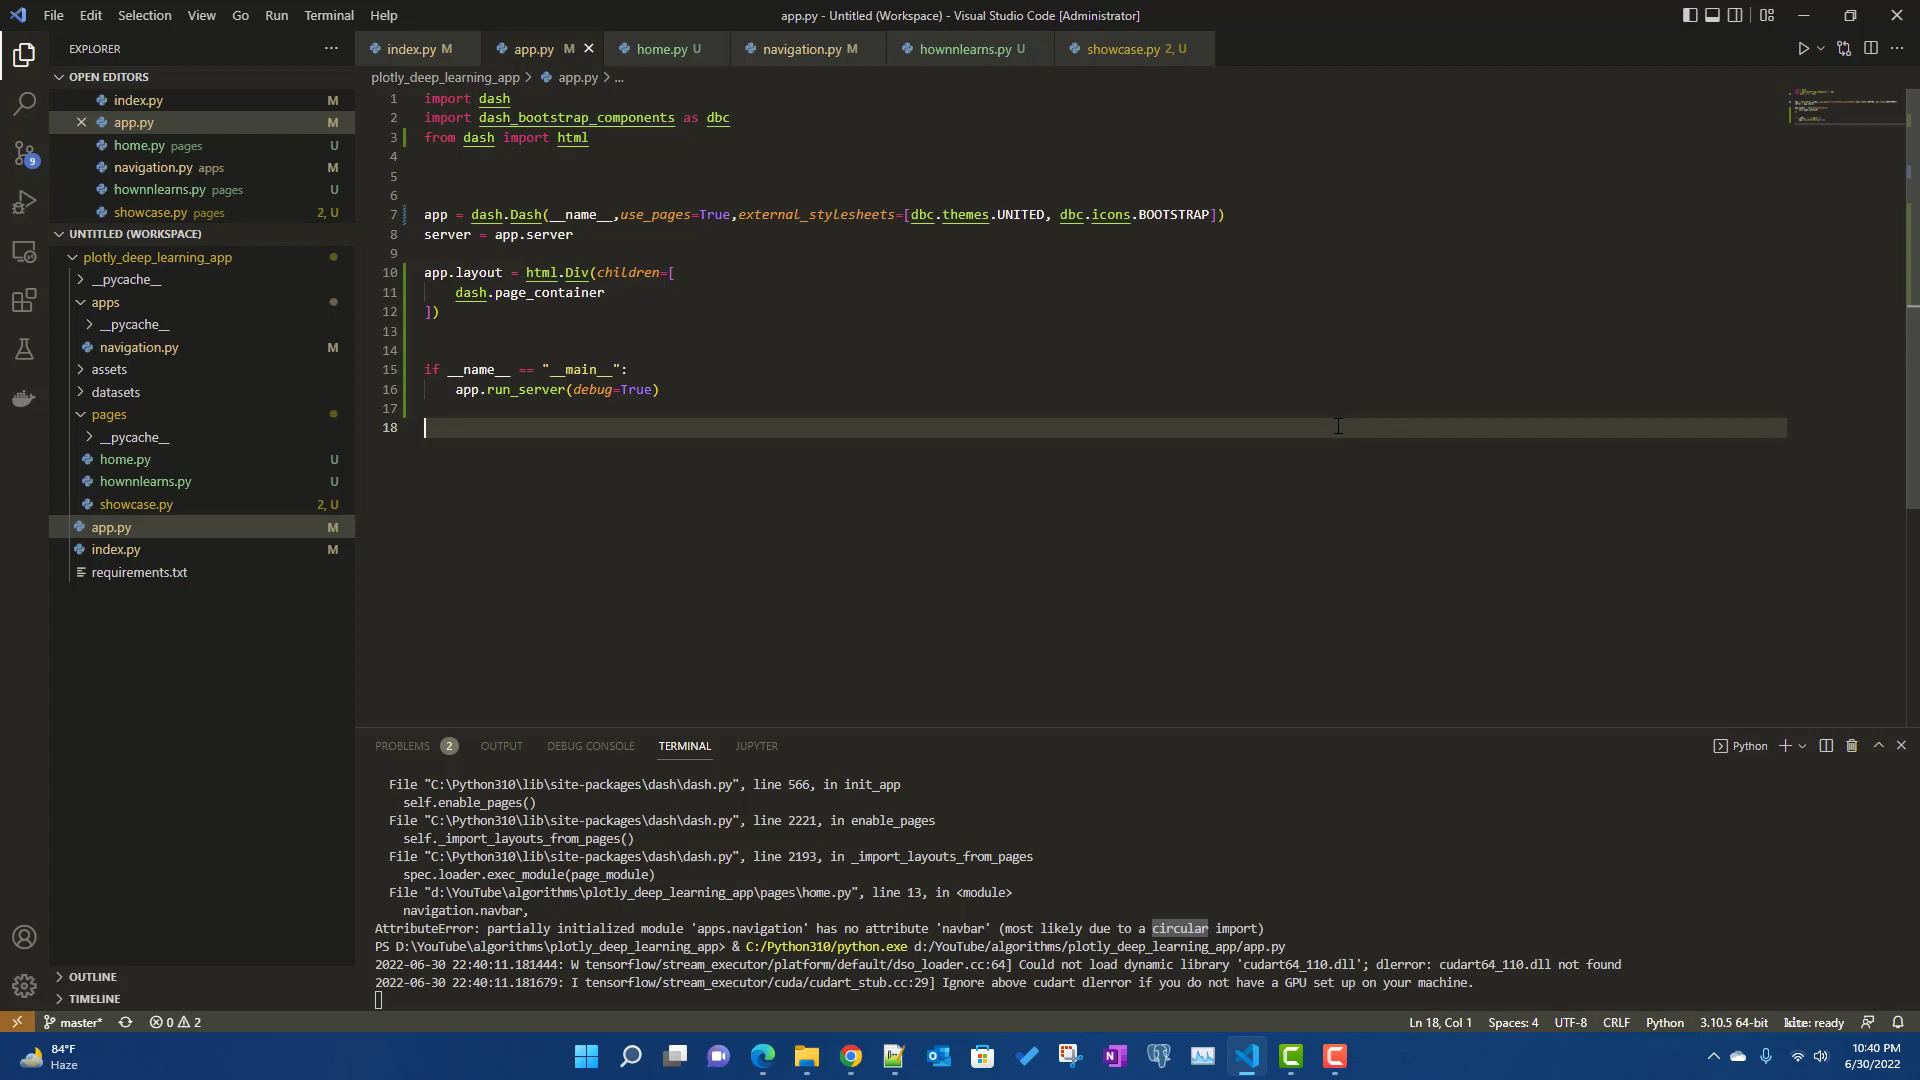 File Edit Selection View Go Run Terminal Help
app.py - Untitled (Workspace) - Visual Studio Code [Administrator]
EXPLORER
OPEN EDITORS
index.py M
app.py M
home.py pages U
navigation.py apps M
hownnlearns.py pages U
showcase.py pages 2, U
UNTITLED (WORKSPACE)
plotly_deep_learning_app
__pycache__
apps
__pycache__
navigation.py M
assets
datasets
pages
__pycache__
home.py U
hownnlearns.py U
showcase.py 2, U
app.py M
index.py M
requirements.txt
OUTLINE
TIMELINE
9
index.py M app.py M home.py U navigation.py M hownnlearns.py U showcase.py 2, U
plotly_deep_learning_app > app.py > ...
1 import dash
2 import dash_bootstrap_components as dbc
3 from dash import html
4
5
6
7 app = dash.Dash(__name__,use_pages=True,external_stylesheets=[dbc.themes.UNITED, dbc.icons.BOOTSTRAP])
8 server = app.server
9
10 app.layout = html.Div(children=[
11 dash.page_container
12 ])
13
14
15 if __name__ == "__main__":
16 app.run_server(debug=True)
17
18
PROBLEMS 2 OUTPUT DEBUG CONSOLE TERMINAL JUPYTER
Python
File "C:\Python310\lib\site-packages\dash\dash.py", line 566, in init_app
self.enable_pages()
File "C:\Python310\lib\site-packages\dash\dash.py", line 2221, in enable_pages
self._import_layouts_from_pages()
File "C:\Python310\lib\site-packages\dash\dash.py", line 2193, in _import_layouts_from_pages
spec.loader.exec_module(page_module)
File "d:\YouTube\algorithms\plotly_deep_learning_app\pages\home.py", line 13, in <module>
navigation.navbar,
AttributeError: partially initialized module 'apps.navigation' has no attribute 'navbar' (most likely due to a circular import)
PS D:\YouTube\algorithms\plotly_deep_learning_app> & C:/Python310/python.exe d:/YouTube/algorithms/plotly_deep_learning_app/app.py
2022-06-30 22:40:11.181444: W tensorflow/stream_executor/platform/default/dso_loader.cc:64] Could not load dynamic library 'cudart64_110.dll'; dlerror: cudart64_110.dll not found
2022-06-30 22:40:11.181679: I tensorflow/stream_executor/cuda/cudart_stub.cc:29] Ignore above cudart dlerror if you do not have a GPU set up on your machine.
master* 0 2
Ln 18, Col 1 Spaces: 4 UTF-8 CRLF Python 3.10.5 64-bit kite: ready
84°F
Haze
10:40 PM
6/30/2022